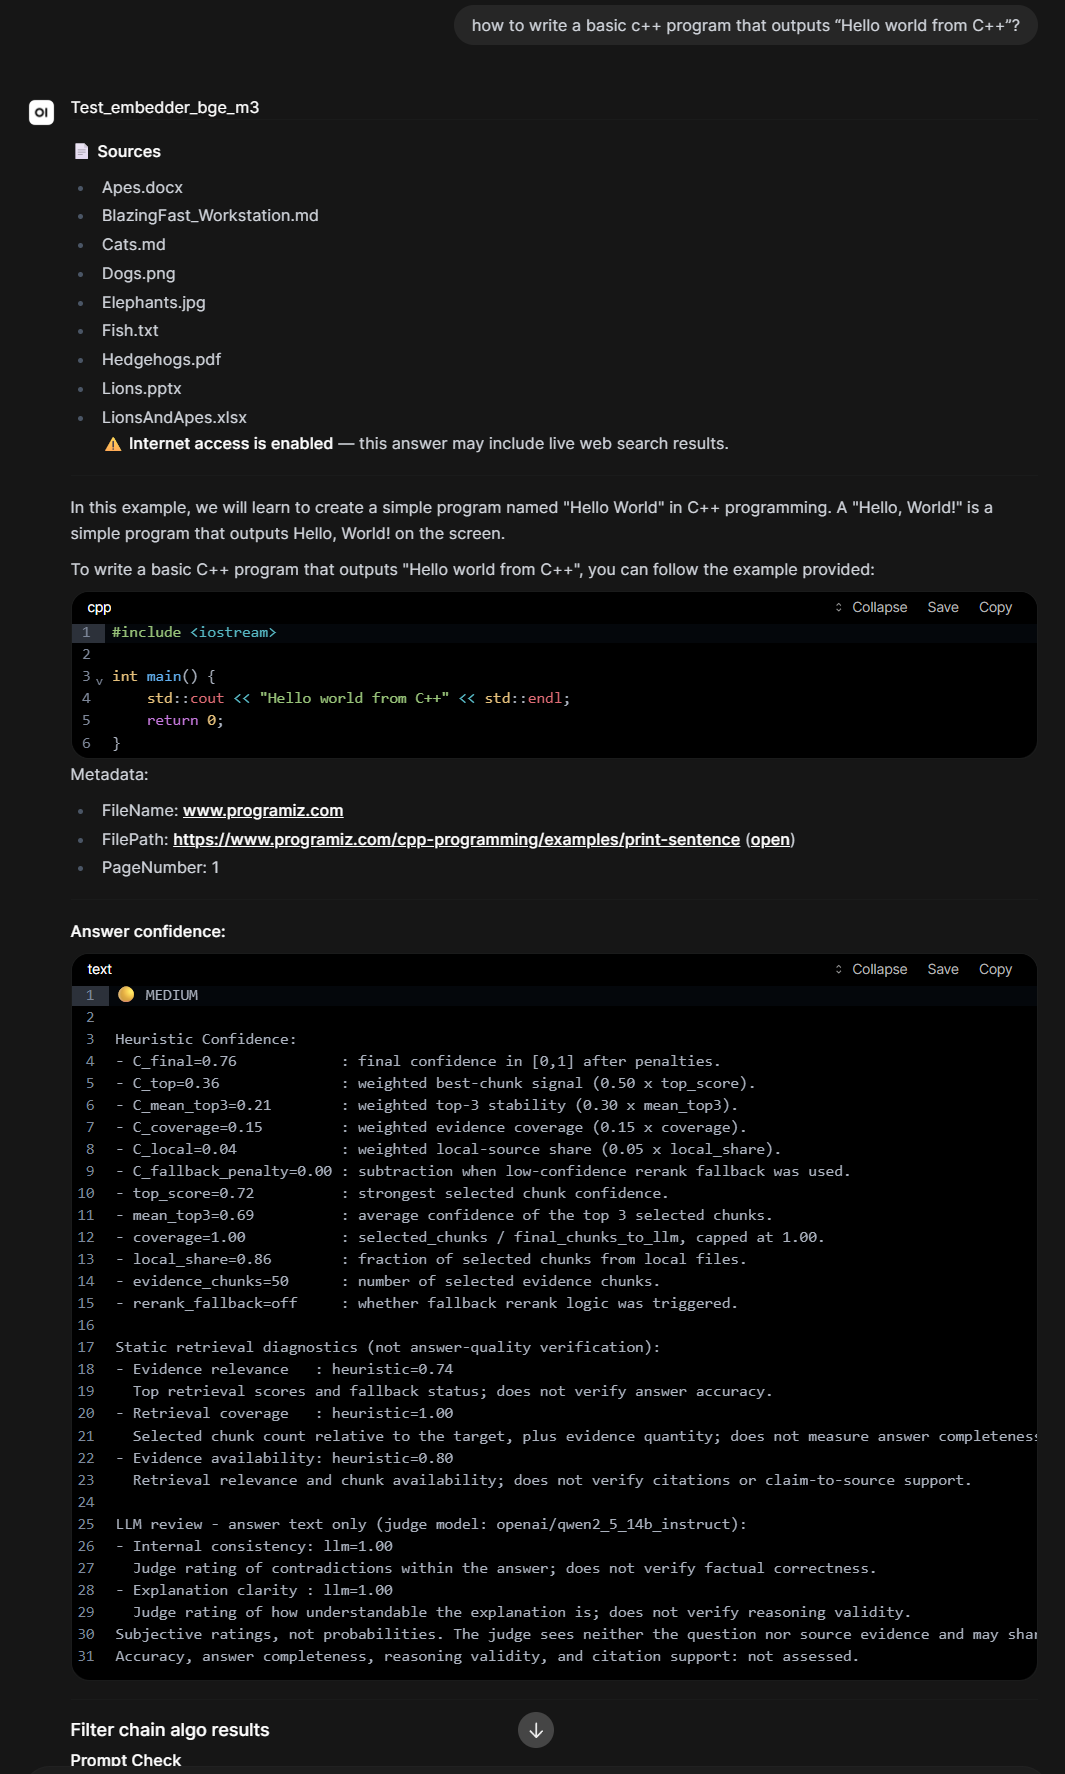 how to write a basic c++ program that outputs “Hello world from C++”?
OI
Test_embedder_bge_m3
Sources
Apes.docx
BlazingFast_Workstation.md
Cats.md
Dogs.png
Elephants.jpg
Fish.txt
Hedgehogs.pdf
Lions.pptx
LionsAndApes.xlsx
Internet access is enabled — this answer may include live web search results.
In this example, we will learn to create a simple program named "Hello World" in C++ programming. A "Hello, World!" is a
simple program that outputs Hello, World! on the screen.
To write a basic C++ program that outputs "Hello world from C++", you can follow the example provided:
cpp Collapse Save Copy
1 #include <iostream>
2
3 int main() {
4     std::cout << "Hello world from C++" << std::endl;
5     return 0;
6 }
Metadata:
FileName: www.programiz.com
FilePath: https://www.programiz.com/cpp-programming/examples/print-sentence (open)
PageNumber: 1
Answer confidence:
text Collapse Save Copy
1 MEDIUM
2
3 Heuristic Confidence:
4 - C_final=0.76 : final confidence in [0,1] after penalties.
5 - C_top=0.36 : weighted best-chunk signal (0.50 x top_score).
6 - C_mean_top3=0.21 : weighted top-3 stability (0.30 x mean_top3).
7 - C_coverage=0.15 : weighted evidence coverage (0.15 x coverage).
8 - C_local=0.04 : weighted local-source share (0.05 x local_share).
9 - C_fallback_penalty=0.00 : subtraction when low-confidence rerank fallback was used.
10 - top_score=0.72 : strongest selected chunk confidence.
11 - mean_top3=0.69 : average confidence of the top 3 selected chunks.
12 - coverage=1.00 : selected_chunks / final_chunks_to_llm, capped at 1.00.
13 - local_share=0.86 : fraction of selected chunks from local files.
14 - evidence_chunks=50 : number of selected evidence chunks.
15 - rerank_fallback=off : whether fallback rerank logic was triggered.
16
17 Static retrieval diagnostics (not answer-quality verification):
18 - Evidence relevance : heuristic=0.74
19 Top retrieval scores and fallback status; does not verify answer accuracy.
20 - Retrieval coverage : heuristic=1.00
21 Selected chunk count relative to the target, plus evidence quantity; does not measure answer completeness
22 - Evidence availability: heuristic=0.80
23 Retrieval relevance and chunk availability; does not verify citations or claim-to-source support.
24
25 LLM review - answer text only (judge model: openai/qwen2_5_14b_instruct):
26 - Internal consistency: llm=1.00
27 Judge rating of contradictions within the answer; does not verify factual correctness.
28 - Explanation clarity : llm=1.00
29 Judge rating of how understandable the explanation is; does not verify reasoning validity.
30 Subjective ratings, not probabilities. The judge sees neither the question nor source evidence and may
31 Accuracy, answer completeness, reasoning validity, and citation support: not assessed.
Filter chain algo results
Prompt Check